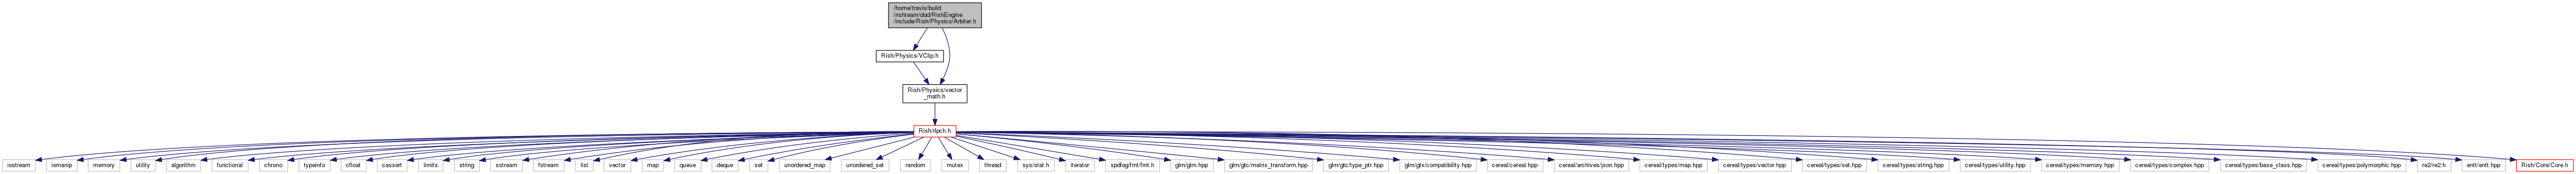 /home/travis/build
/rishteam/dod/RishEngine
/include/Rish/Physics/Arbiter.h
Rish/Physics/VClip.h
Rish/Physics/vector
_math.h
Rish/rlpch.h
iostream
iomanip
memory
utility
algorithm
functional
chrono
typeinfo
cfloat
cassert
limits
string
sstream
fstream
list
vector
map
queue
deque
set
unordered_map
unordered_set
random
mutex
thread
sys/stat.h
iterator
spdlog/fmt/fmt.h
glm/glm.hpp
glm/gtc/matrix_transform.hpp
glm/gtc/type_ptr.hpp
glm/gtx/compatibility.hpp
cereal/cereal.hpp
cereal/archives/json.hpp
cereal/types/map.hpp
cereal/types/vector.hpp
cereal/types/set.hpp
cereal/types/string.hpp
cereal/types/utility.hpp
cereal/types/memory.hpp
cereal/types/complex.hpp
cereal/types/base_class.hpp
cereal/types/polymorphic.hpp
re2/re2.h
entt/entt.hpp
Rish/Core/Core.h